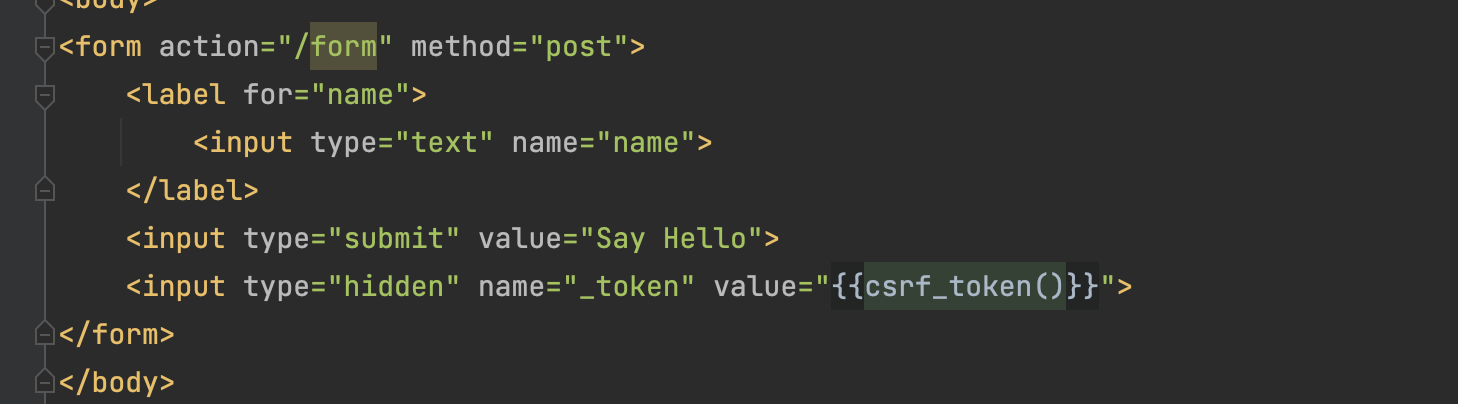 <body>
<form action="/form" method="post">
    <label for="name">
        <input type="text" name="name">
    </label>
    <input type="submit" value="Say Hello">
    <input type="hidden" name="_token" value="{{csrf_token()}}">
</form>
</body>